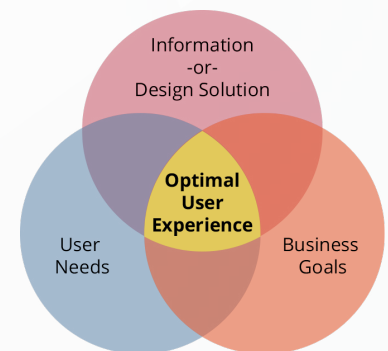 Information
-or-
Design Solution
Optimal
User
Experience
User
Needs
Business
Goals